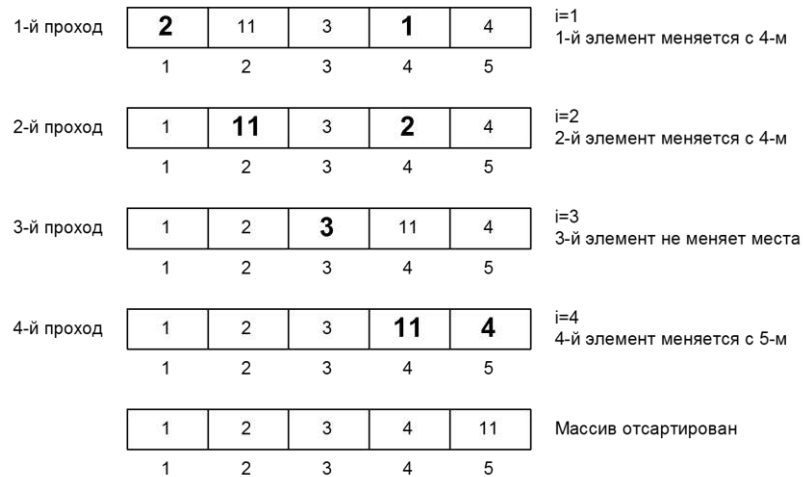 i=1
1-й проход 2 11 3 1 4 1-й элемент меняется с 4-м
1 2 3 4 5
i=2
2-й проход 1 11 3 2 4 2-й элемент меняется с 4-м
1 2 3 4 5
i=3
3-й проход 1 2 3 11 4 3-й элемент не меняет места
1 2 3 4 5
i=4
4-й проход 1 2 3 11 4 4-й элемент меняется с 5-м
1 2 3 4 5
1 2 3 4 11 Массив отсартирован
1 2 3 4 5